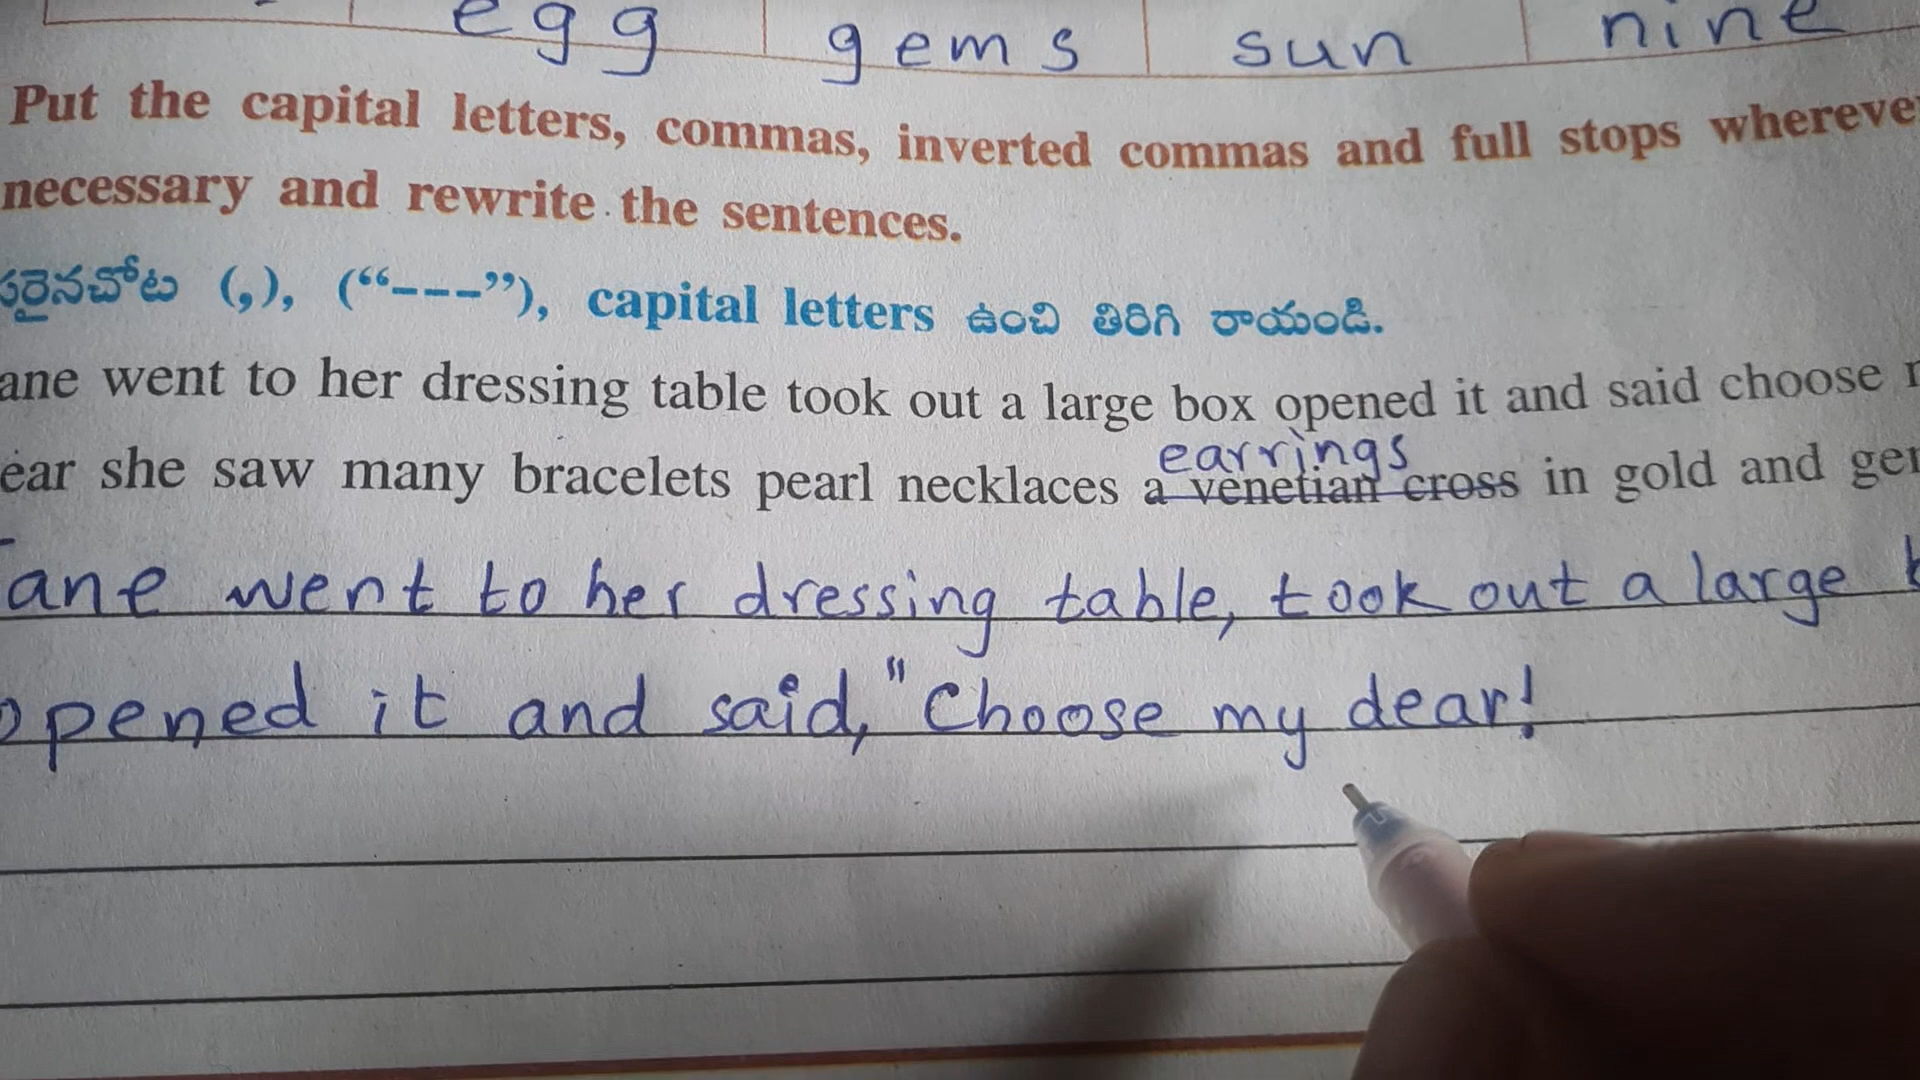 egg gems sun nine
Put the capital letters, commas, inverted commas and full stops whereve
necessary and rewrite the sentences.
సరైనచోట (,), (“---”), capital letters ఉంచి తిరిగి రాయండి.
ane went to her dressing table took out a large box opened it and said choose
ear she saw many bracelets pearl necklaces a venetian cross in gold and ge
earrings
ane went to her dressing table, took out a large b
opened it and said, "Choose my dear!